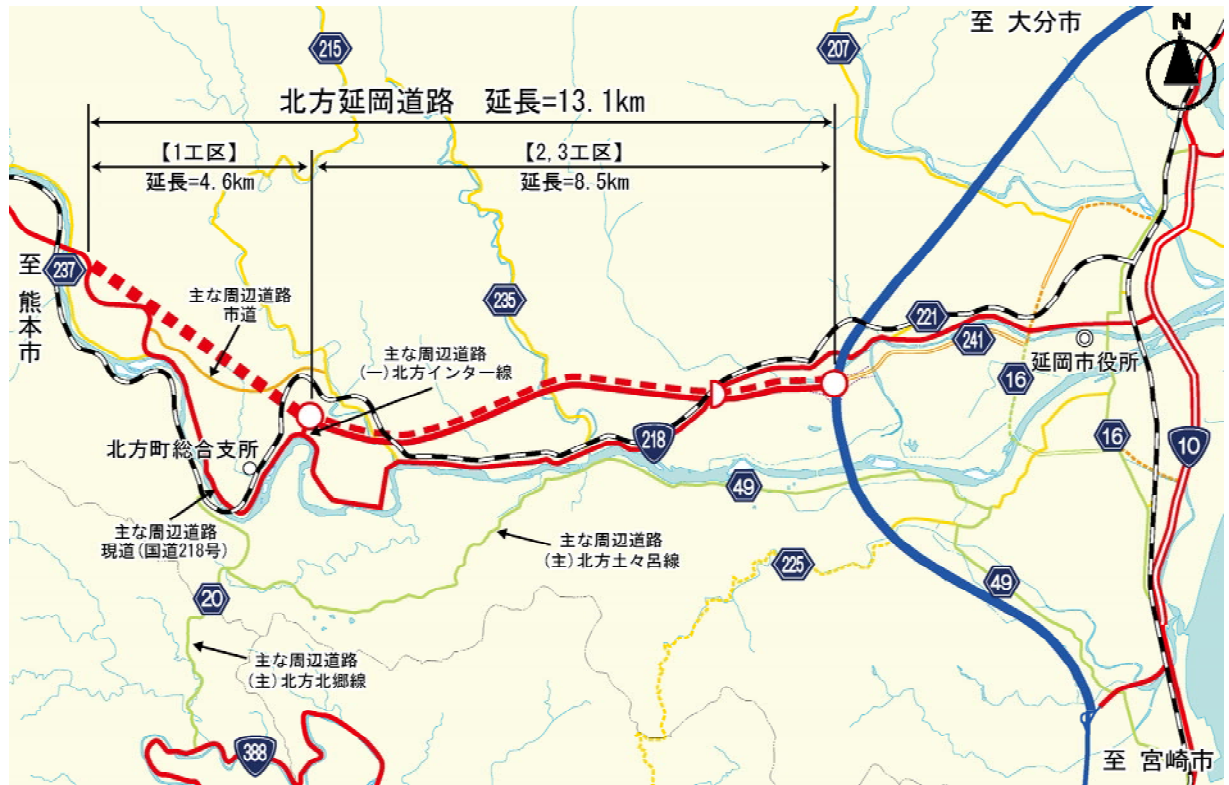 至 大分市
N
215
207
北方延岡道路 延長=13.1km
【1工区】
延長=4.6km
【2,3工区】
延長=8.5km
至
237
熊本市
主な周辺道路
市道
235
主な周辺道路
(一)北方インター線
221
241
延岡市役所
16
北方町総合支所
218
16
10
49
主な周辺道路
現道(国道218号)
主な周辺道路
(主)北方土々呂線
225
49
20
主な周辺道路
(主)北方北郷線
388
至 宮崎市